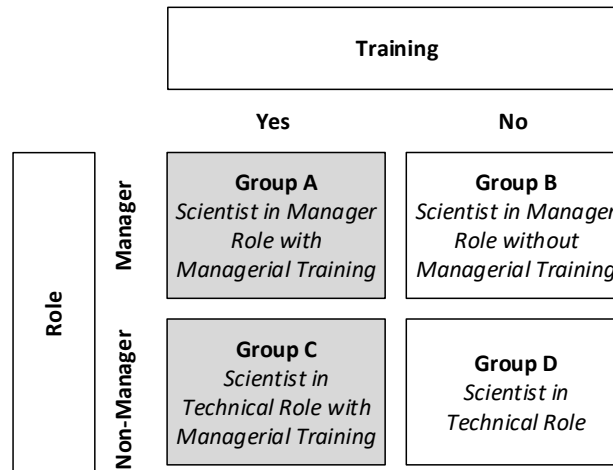 Training
Yes
No
Role
Manager
Group A
Scientist in Manager
Role with
Managerial Training
Group B
Scientist in Manager
Role without
Managerial Training
Non-Manager
Group C
Scientist in
Technical Role with
Managerial Training
Group D
Scientist in
Technical Role